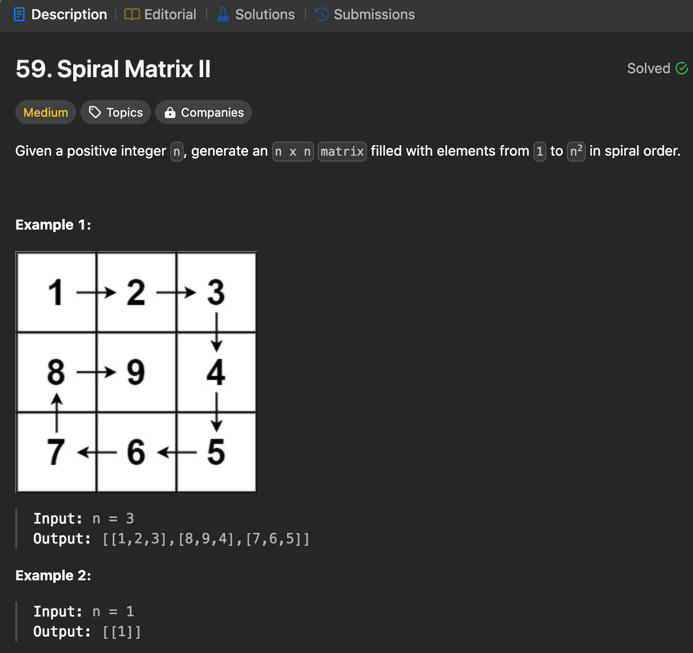 Description Editorial Solutions Submissions
59. Spiral Matrix II Solved
Medium Topics Companies
Given a positive integer n, generate an n x n matrix filled with elements from 1 to n² in spiral order.
Example 1:
1 2 3
8 9 4
7 6 5
Input: n = 3
Output: [[1,2,3],[8,9,4],[7,6,5]]
Example 2:
Input: n = 1
Output: [[1]]